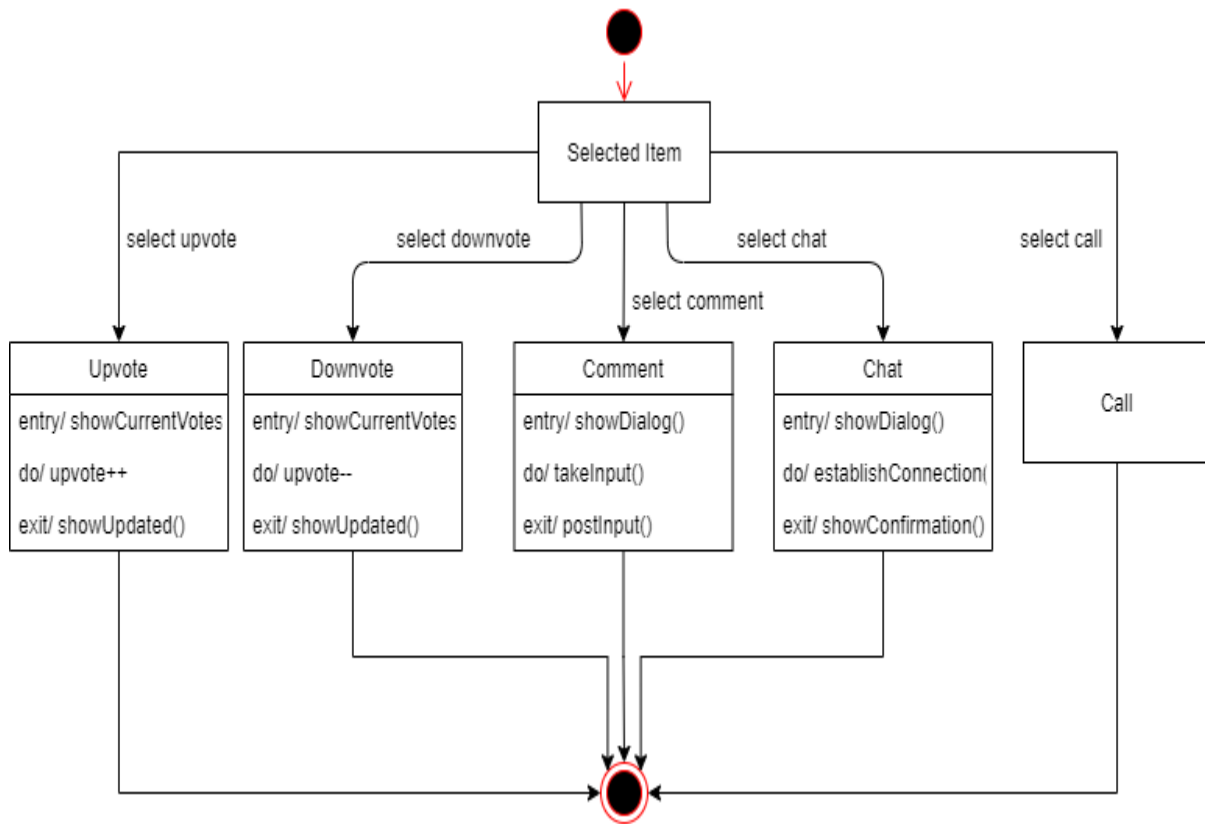 Selected Item
select upvote
select downvote
select chat
select call
select comment
Upvote
entry/ showCurrentVotes
do/ upvote++
exit/ showUpdated()
Downvote
entry/ showCurrentVotes
do/ upvote--
exit/ showUpdated()
Comment
entry/ showDialog()
do/ takeInput()
exit/ postInput()
Chat
entry/ showDialog()
do/ establishConnection(
exit/ showConfirmation()
Call